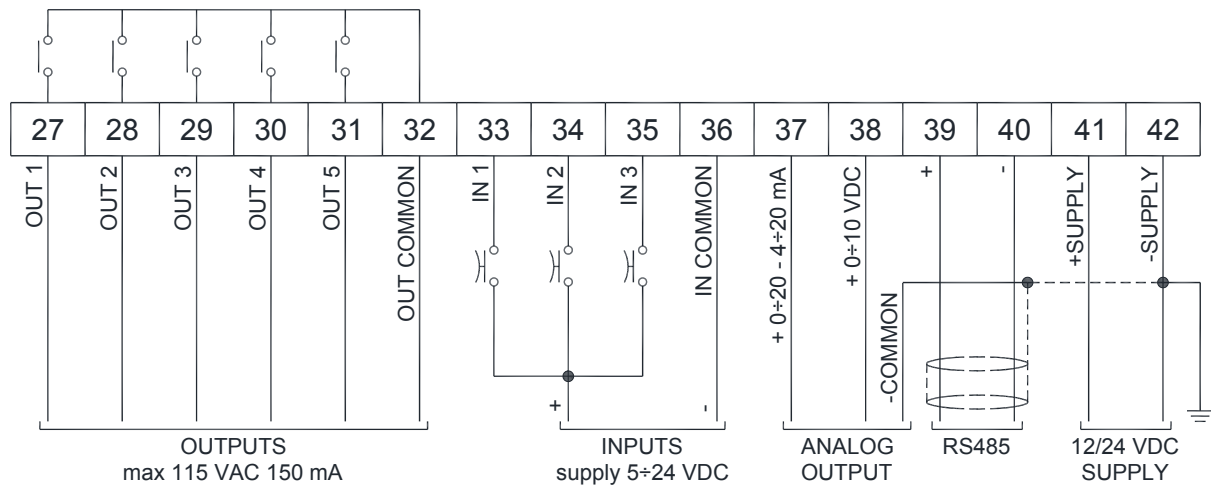 27 28 29 30 31 32 33 34 35 36 37 38 39 40 41 42
OUT 1
OUT 2
OUT 3
OUT 4
OUT 5
OUT COMMON
IN 1
IN 2
IN 3
IN COMMON
+ 0÷20 - 4÷20 mA
+ 0÷10 VDC
-COMMON
+
-
+SUPPLY
-SUPPLY
+
-
OUTPUTS
max 115 VAC 150 mA
INPUTS
supply 5÷24 VDC
ANALOG
OUTPUT
RS485
12/24 VDC
SUPPLY